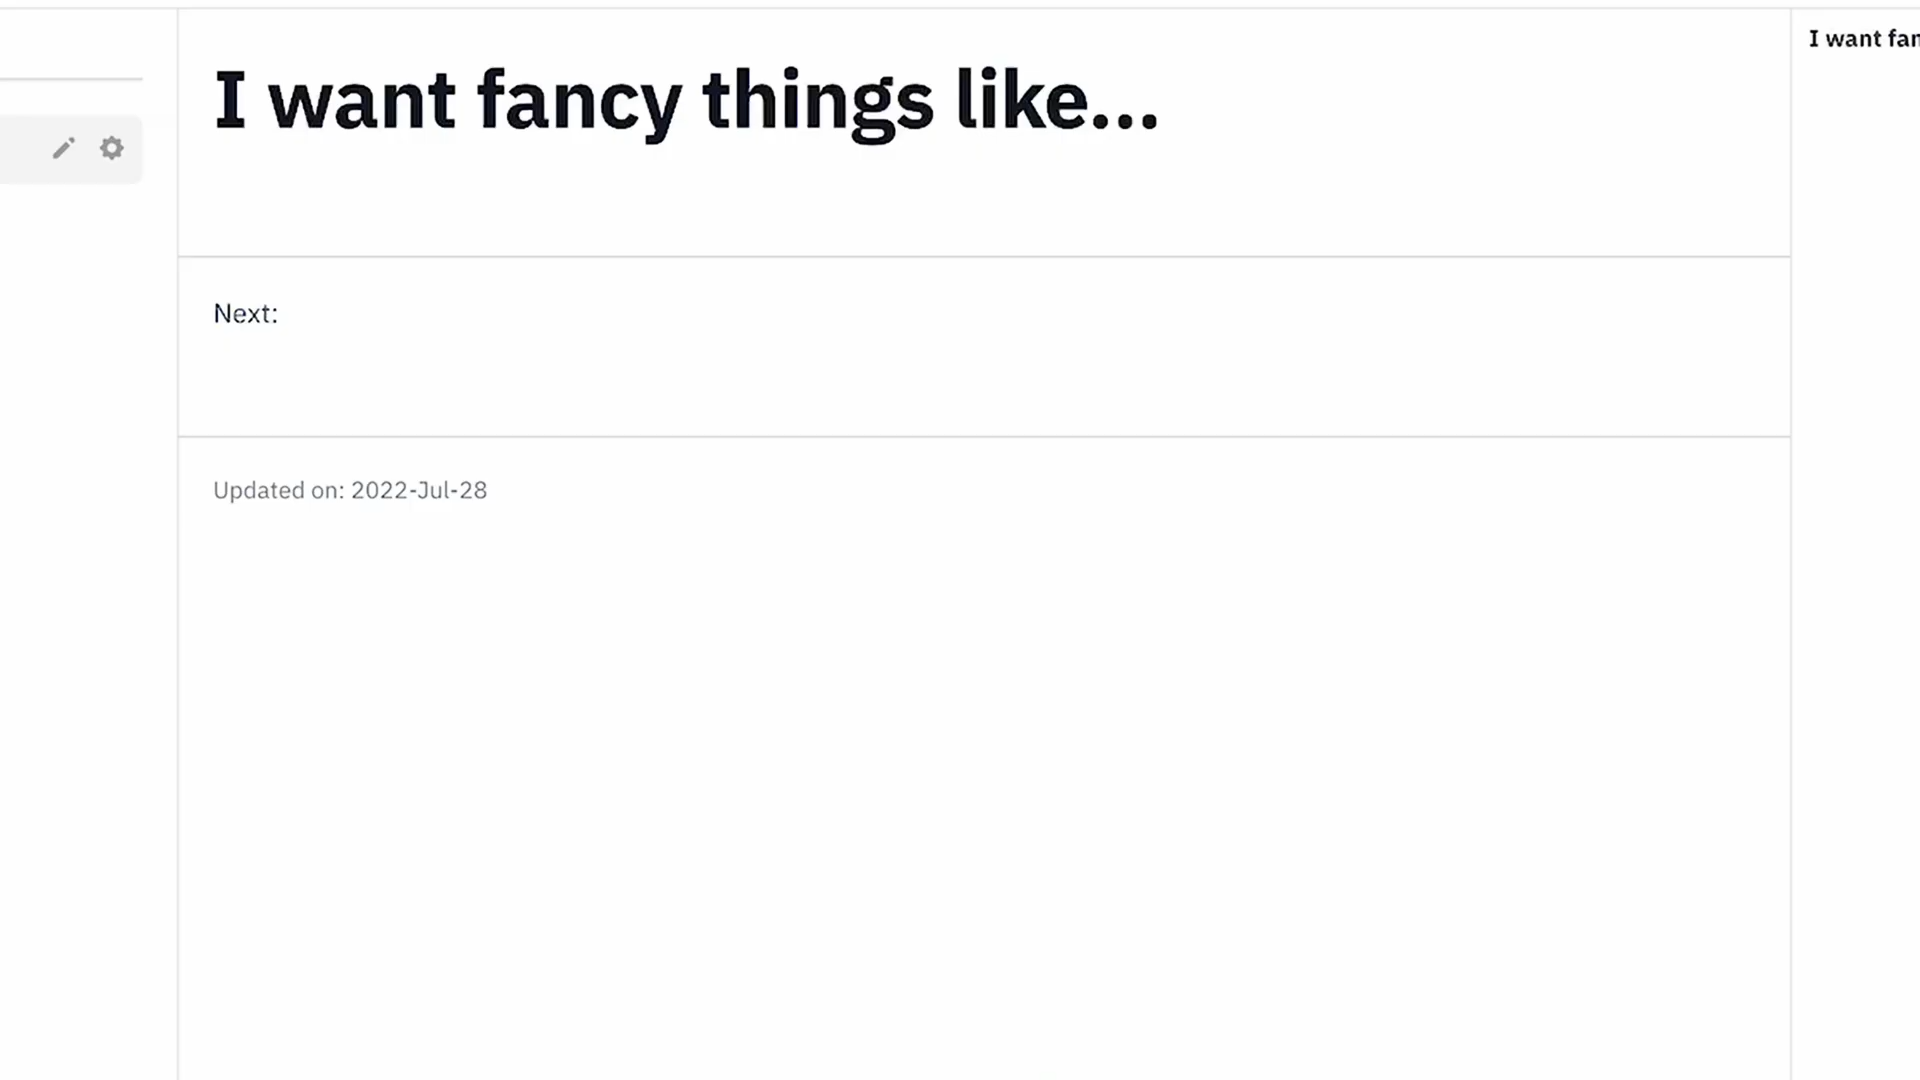 I want fancy things like...
I want fan
Next:
Updated on: 2022-Jul-28